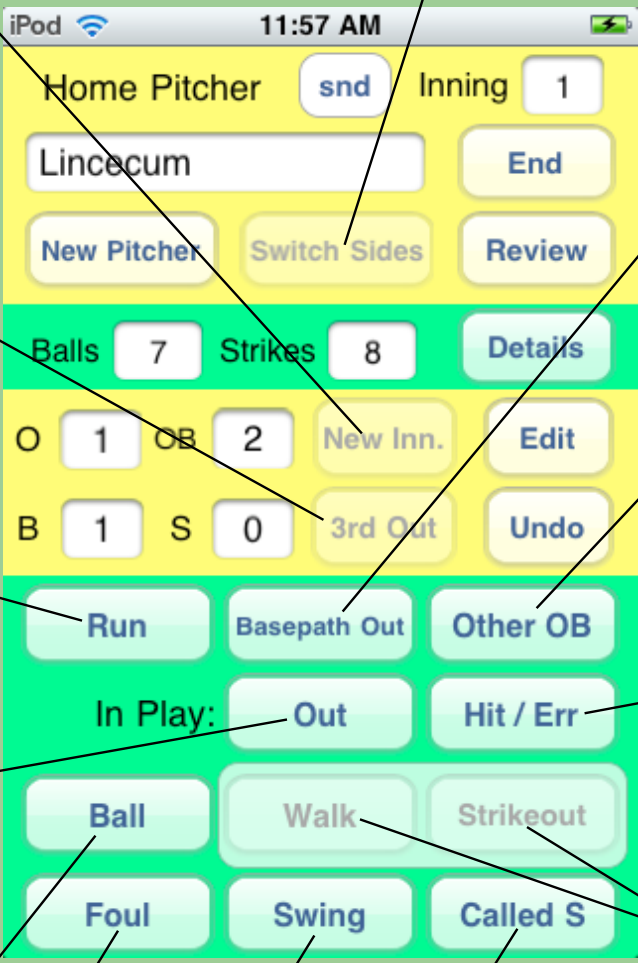 iPod 11:57 AM
Home Pitcher snd Inning 1
Lincecum End
New Pitcher Switch Sides Review
Balls 7 Strikes 8 Details
O 1 OB 2 New Inn. Edit
B 1 S 0 3rd Out Undo
Run Basepath Out Other OB
In Play: Out Hit / Err
Ball Walk Strikeout
Foul Swing Called S